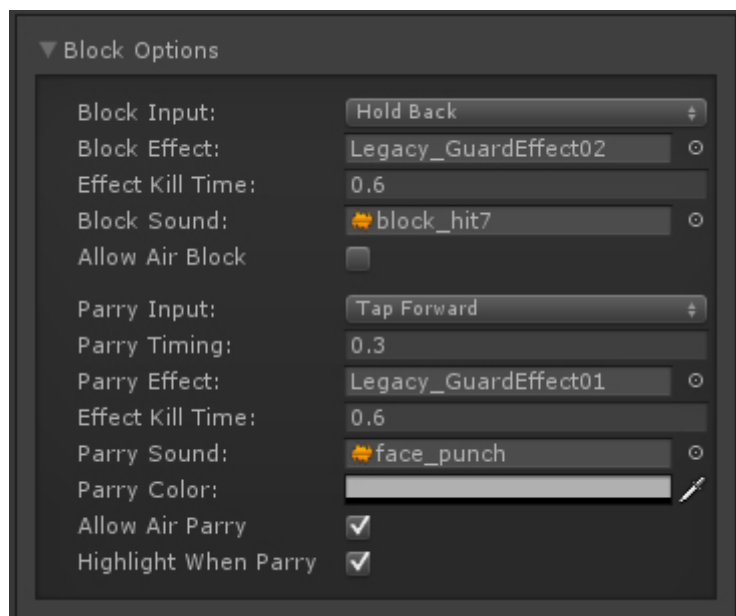 Block Options
Block Input: Hold Back
Block Effect: Legacy_GuardEffect02
Effect Kill Time: 0.6
Block Sound: block_hit7
Allow Air Block
Parry Input: Tap Forward
Parry Timing: 0.3
Parry Effect: Legacy_GuardEffect01
Effect Kill Time: 0.6
Parry Sound: face_punch
Parry Color:
Allow Air Parry
Highlight When Parry